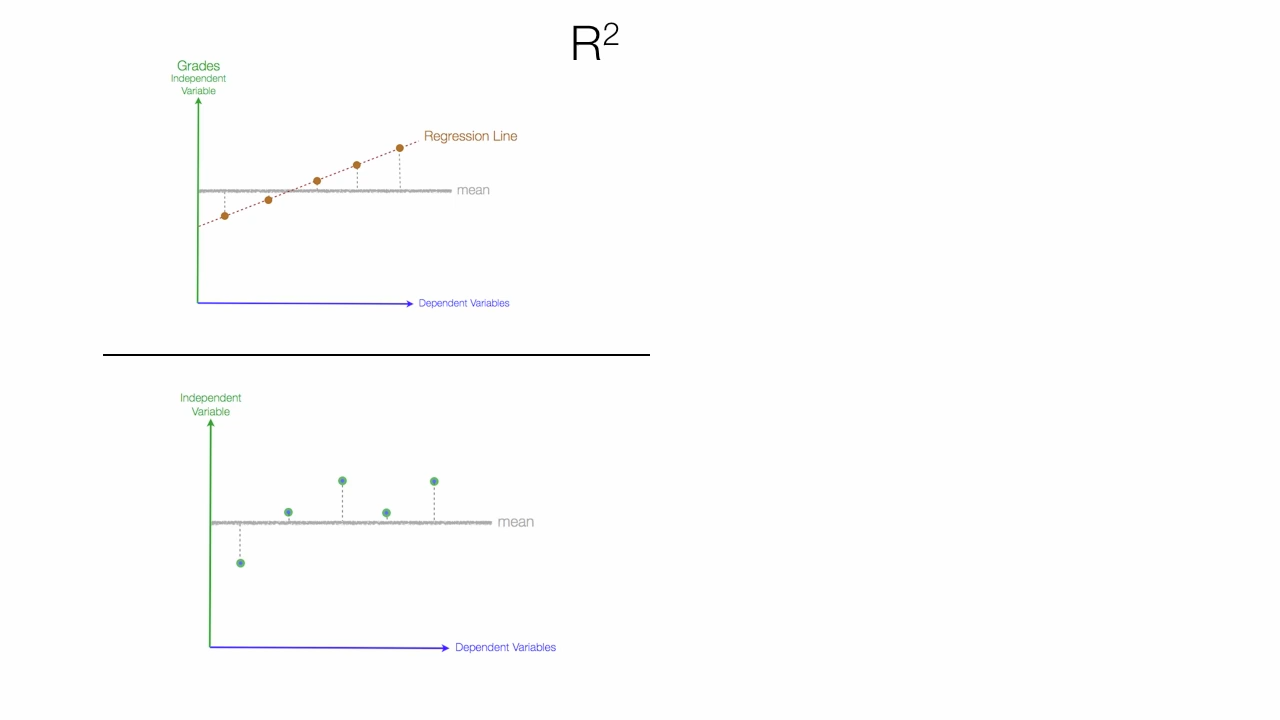 R²
Grades
Independent
Variable
Regression Line
mean
Dependent Variables
Independent
Variable
mean
Dependent Variables